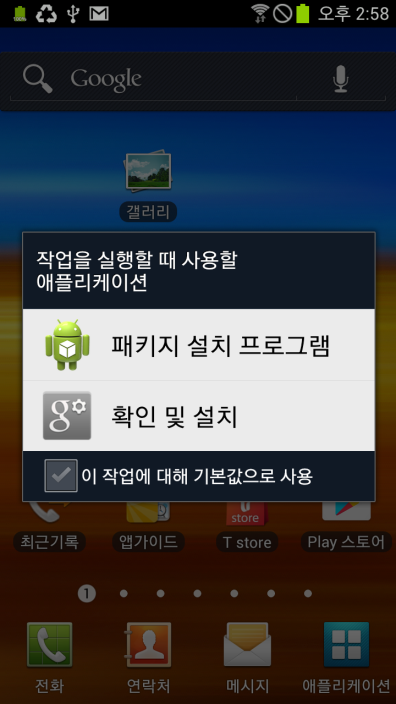 오후 2:58
Google
갤러리
작업을 실행할 때 사용할
애플리케이션
패키지 설치 프로그램
g
확인 및 설치
이 작업에 대해 기본값으로 사용
store
최근기록
앱가이드
T store
Play 스토어
1
전화
연락처
메시지
애플리케이션